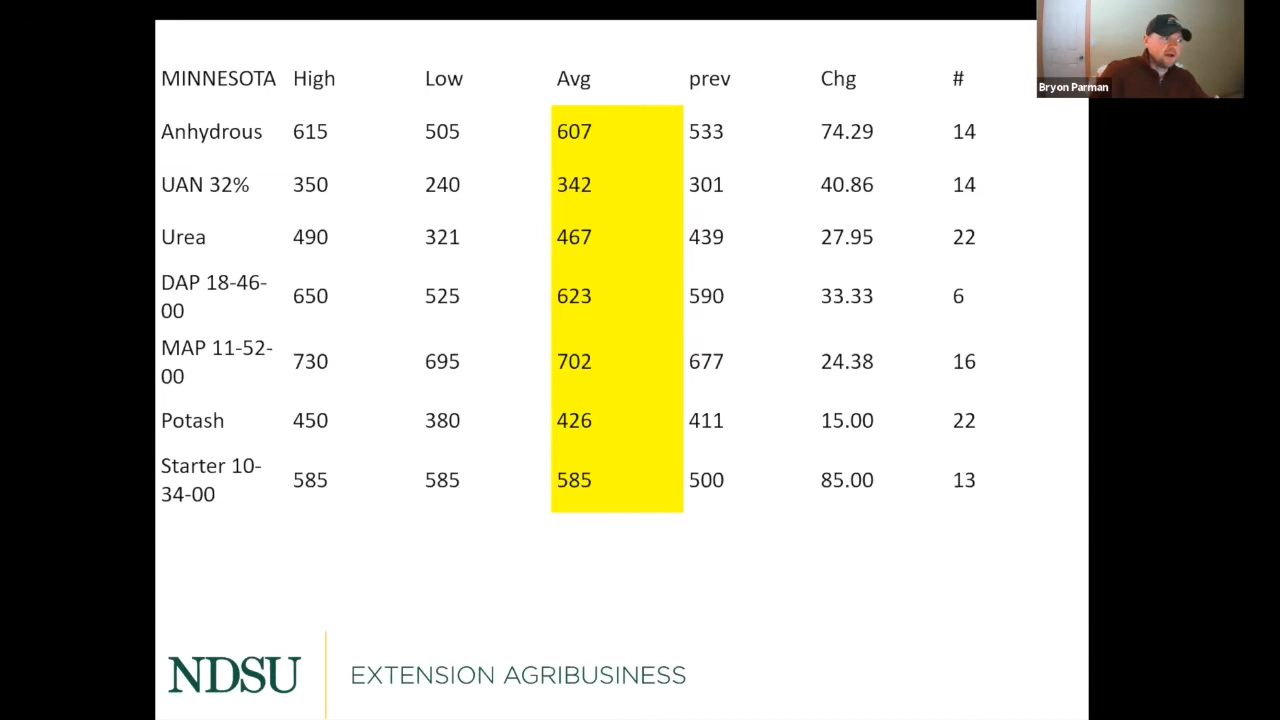 MINNESOTA High Low Avg prev Chg #
Bryon Parman
Anhydrous 615 505 607 533 74.29 14
UAN 32% 350 240 342 301 40.86 14
Urea 490 321 467 439 27.95 22
DAP 18-46-
00 650 525 623 590 33.33 6
MAP 11-52-
00 730 695 702 677 24.38 16
Potash 450 380 426 411 15.00 22
Starter 10-
34-00 585 585 585 500 85.00 13
NDSU EXTENSION AGRIBUSINESS